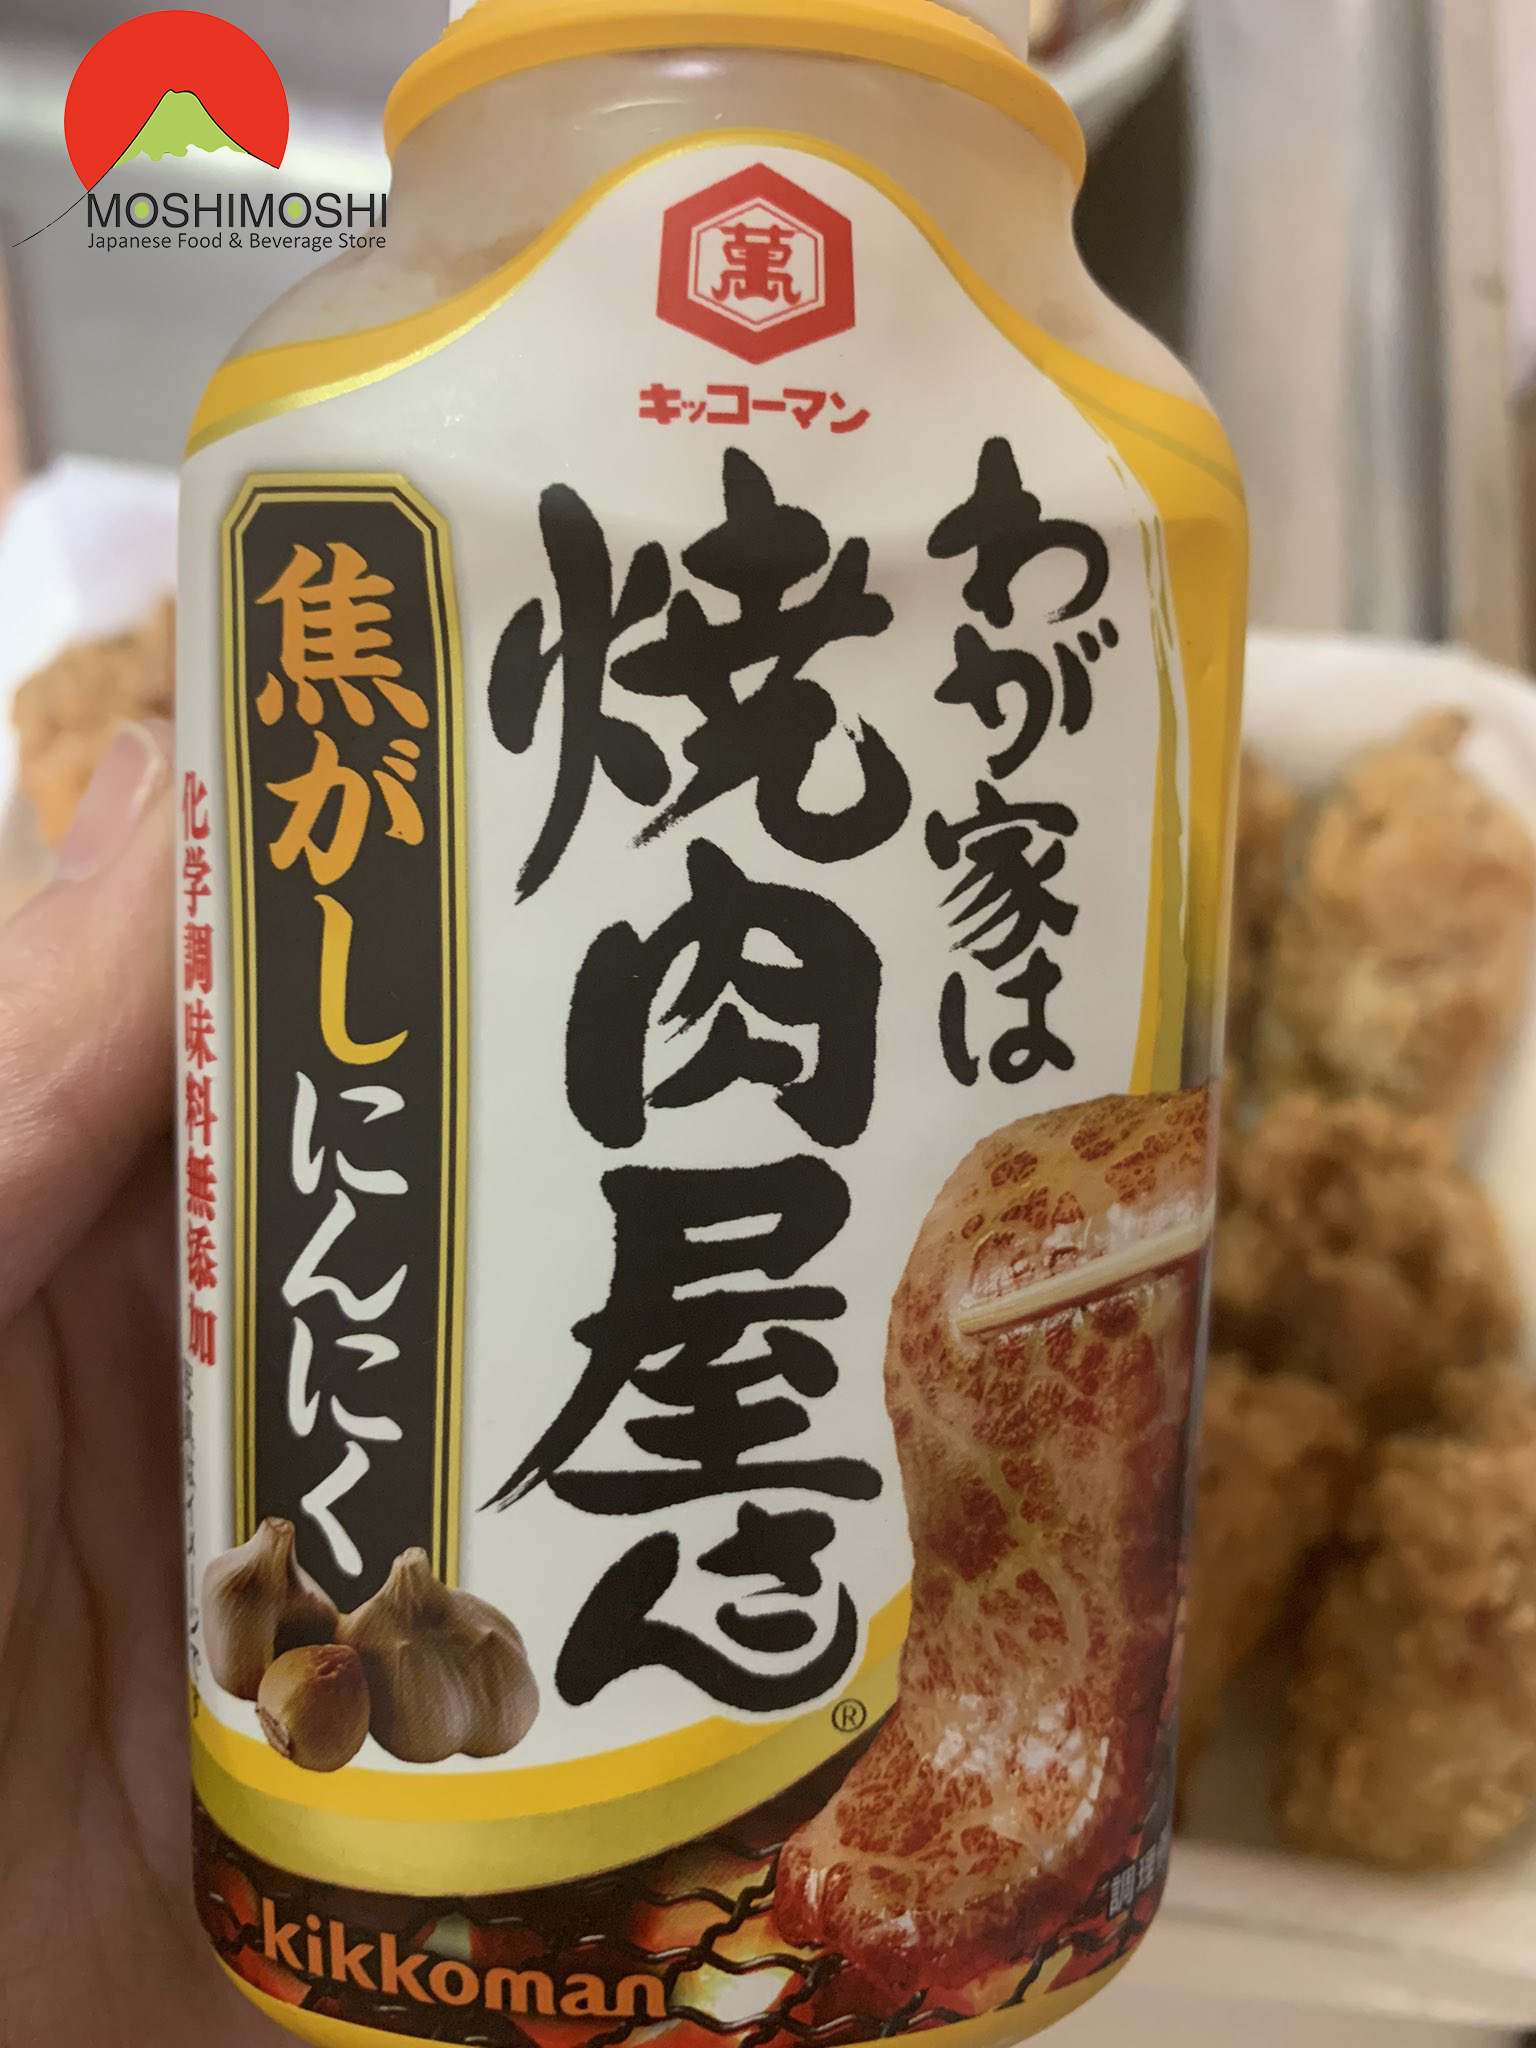 MOSHIMOSHI
Japanese Food & Beverage Store
萬
キッコーマン
わが家は
焼肉屋さん
®
焦がしにんにく
化学調味料無添加
kikkoman